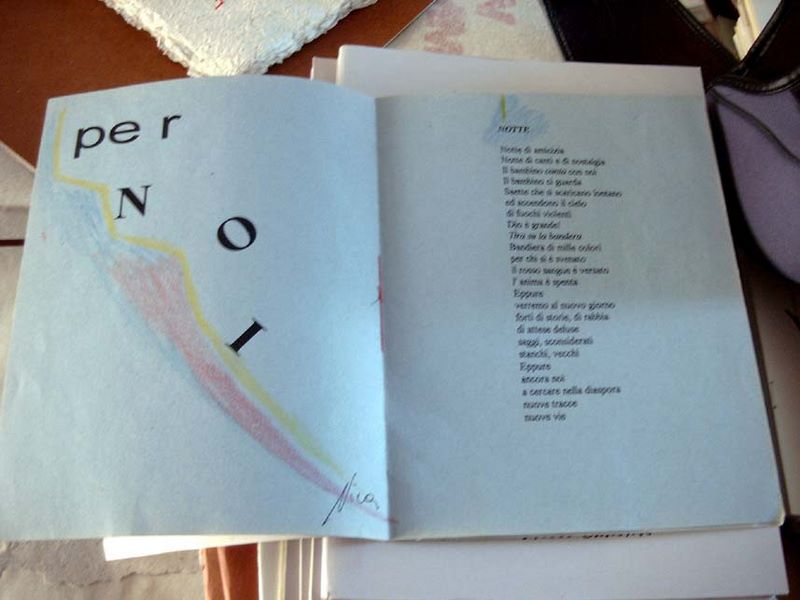 per
N
O
I
Nica
NOTTE
Notte di amicizia
Notte di canti e di nostalgia
Il bambino canta con noi
Il bambino ci guarda
Saette che si scaricano lontano
ed accendono il cielo
di fuochi violenti
Dio è grande!
Tira su la bandera
Bandiera di mille colori
per chi si è svenato
il rosso sangue è versato
l'anima è spenta
Eppure
verremo al nuovo giorno
forti di storie, di rabbia
di attese deluse
saggi, sconsiderati
stanchi, vecchi
Eppure
ancora noi
a cercare nella diaspora
nuove tracce
nuove vie